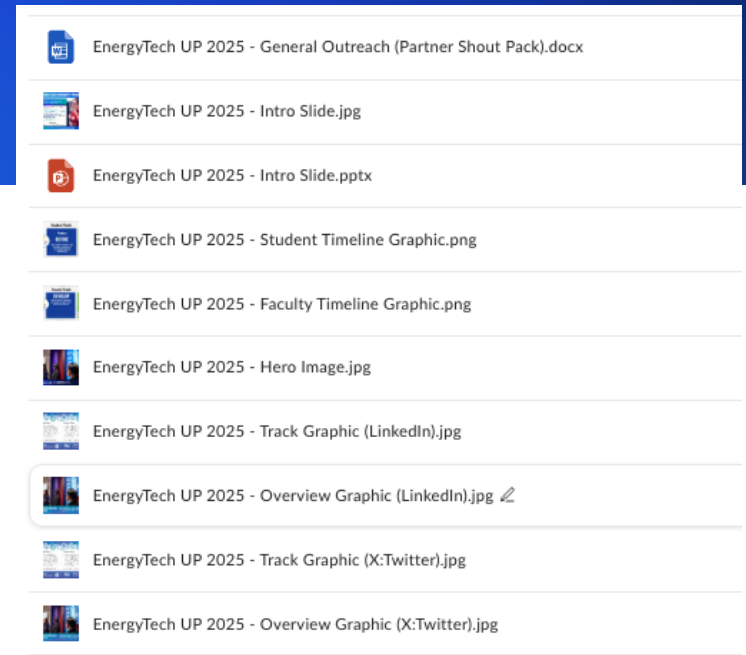 EnergyTech UP 2025 - General Outreach (Partner Shout Pack).docx
EnergyTech UP 2025 - Intro Slide.jpg
EnergyTech UP 2025 - Intro Slide.pptx
EnergyTech UP 2025 - Student Timeline Graphic.png
EnergyTech UP 2025 - Faculty Timeline Graphic.png
EnergyTech UP 2025 - Hero Image.jpg
EnergyTech UP 2025 - Track Graphic (LinkedIn).jpg
EnergyTech UP 2025 - Overview Graphic (LinkedIn).jpg
EnergyTech UP 2025 - Track Graphic (X:Twitter).jpg
EnergyTech UP 2025 - Overview Graphic (X:Twitter).jpg